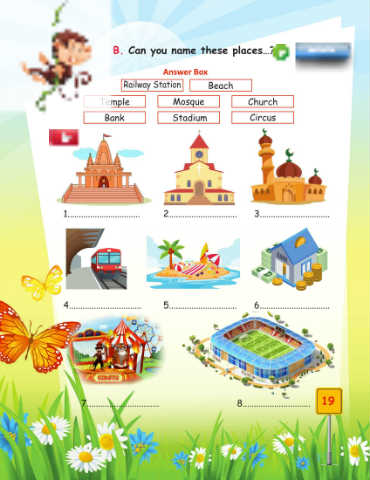 B. Can you name these places...?
Answer Box
Railway Station Beach
Temple Mosque Church
Bank Stadium Circus
1.......................... 2.......................... 3..........................
4.......................... 5.......................... 6..........................
CIRCUS
7.......................... 8..........................
19